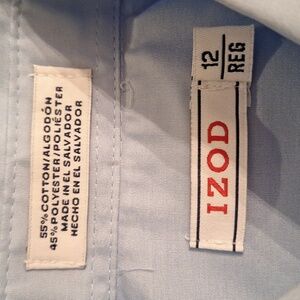 55% COTTON/ALGODÓN
45% POLYESTER/POLIÉSTER
MADE IN EL SALVADOR
HECHO EN EL SALVADOR
12
REG
IZOD